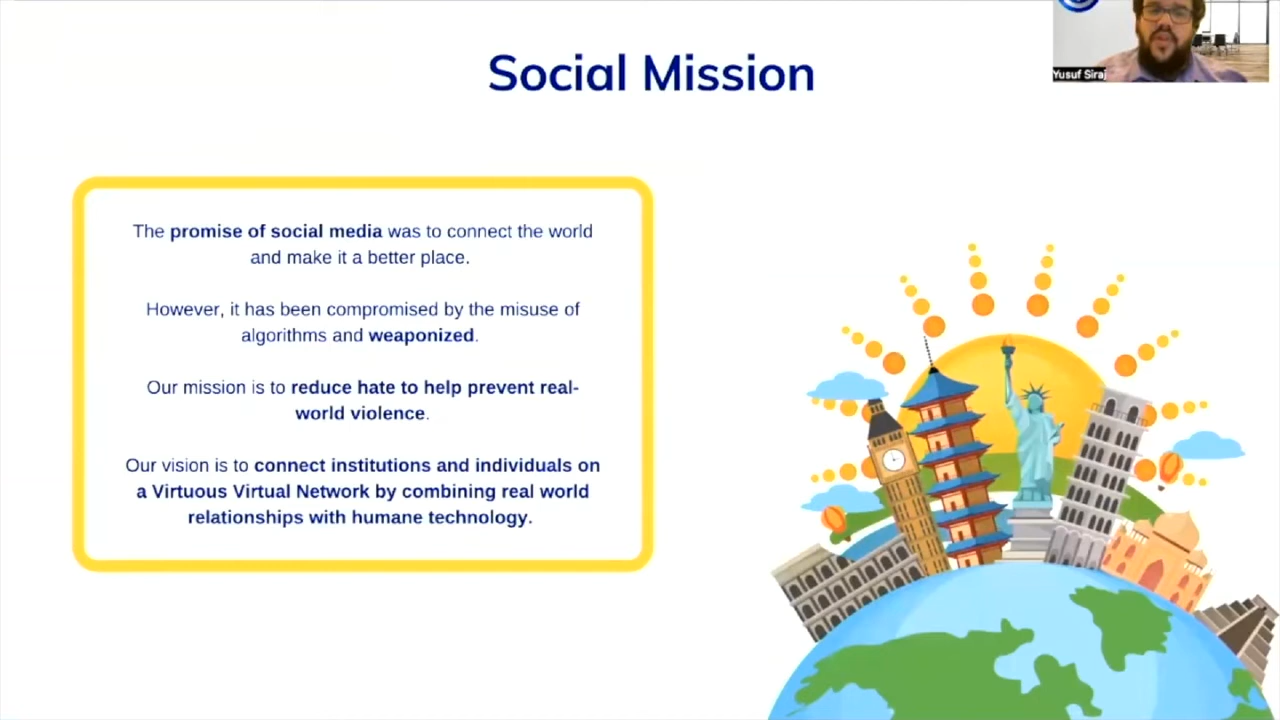 Social Mission
Yusuf Siraj
The promise of social media was to connect the world
and make it a better place.
However, it has been compromised by the misuse of
algorithms and weaponized.
Our mission is to reduce hate to help prevent real-
world violence.
Our vision is to connect institutions and individuals on
a Virtuous Virtual Network by combining real world
relationships with humane technology.